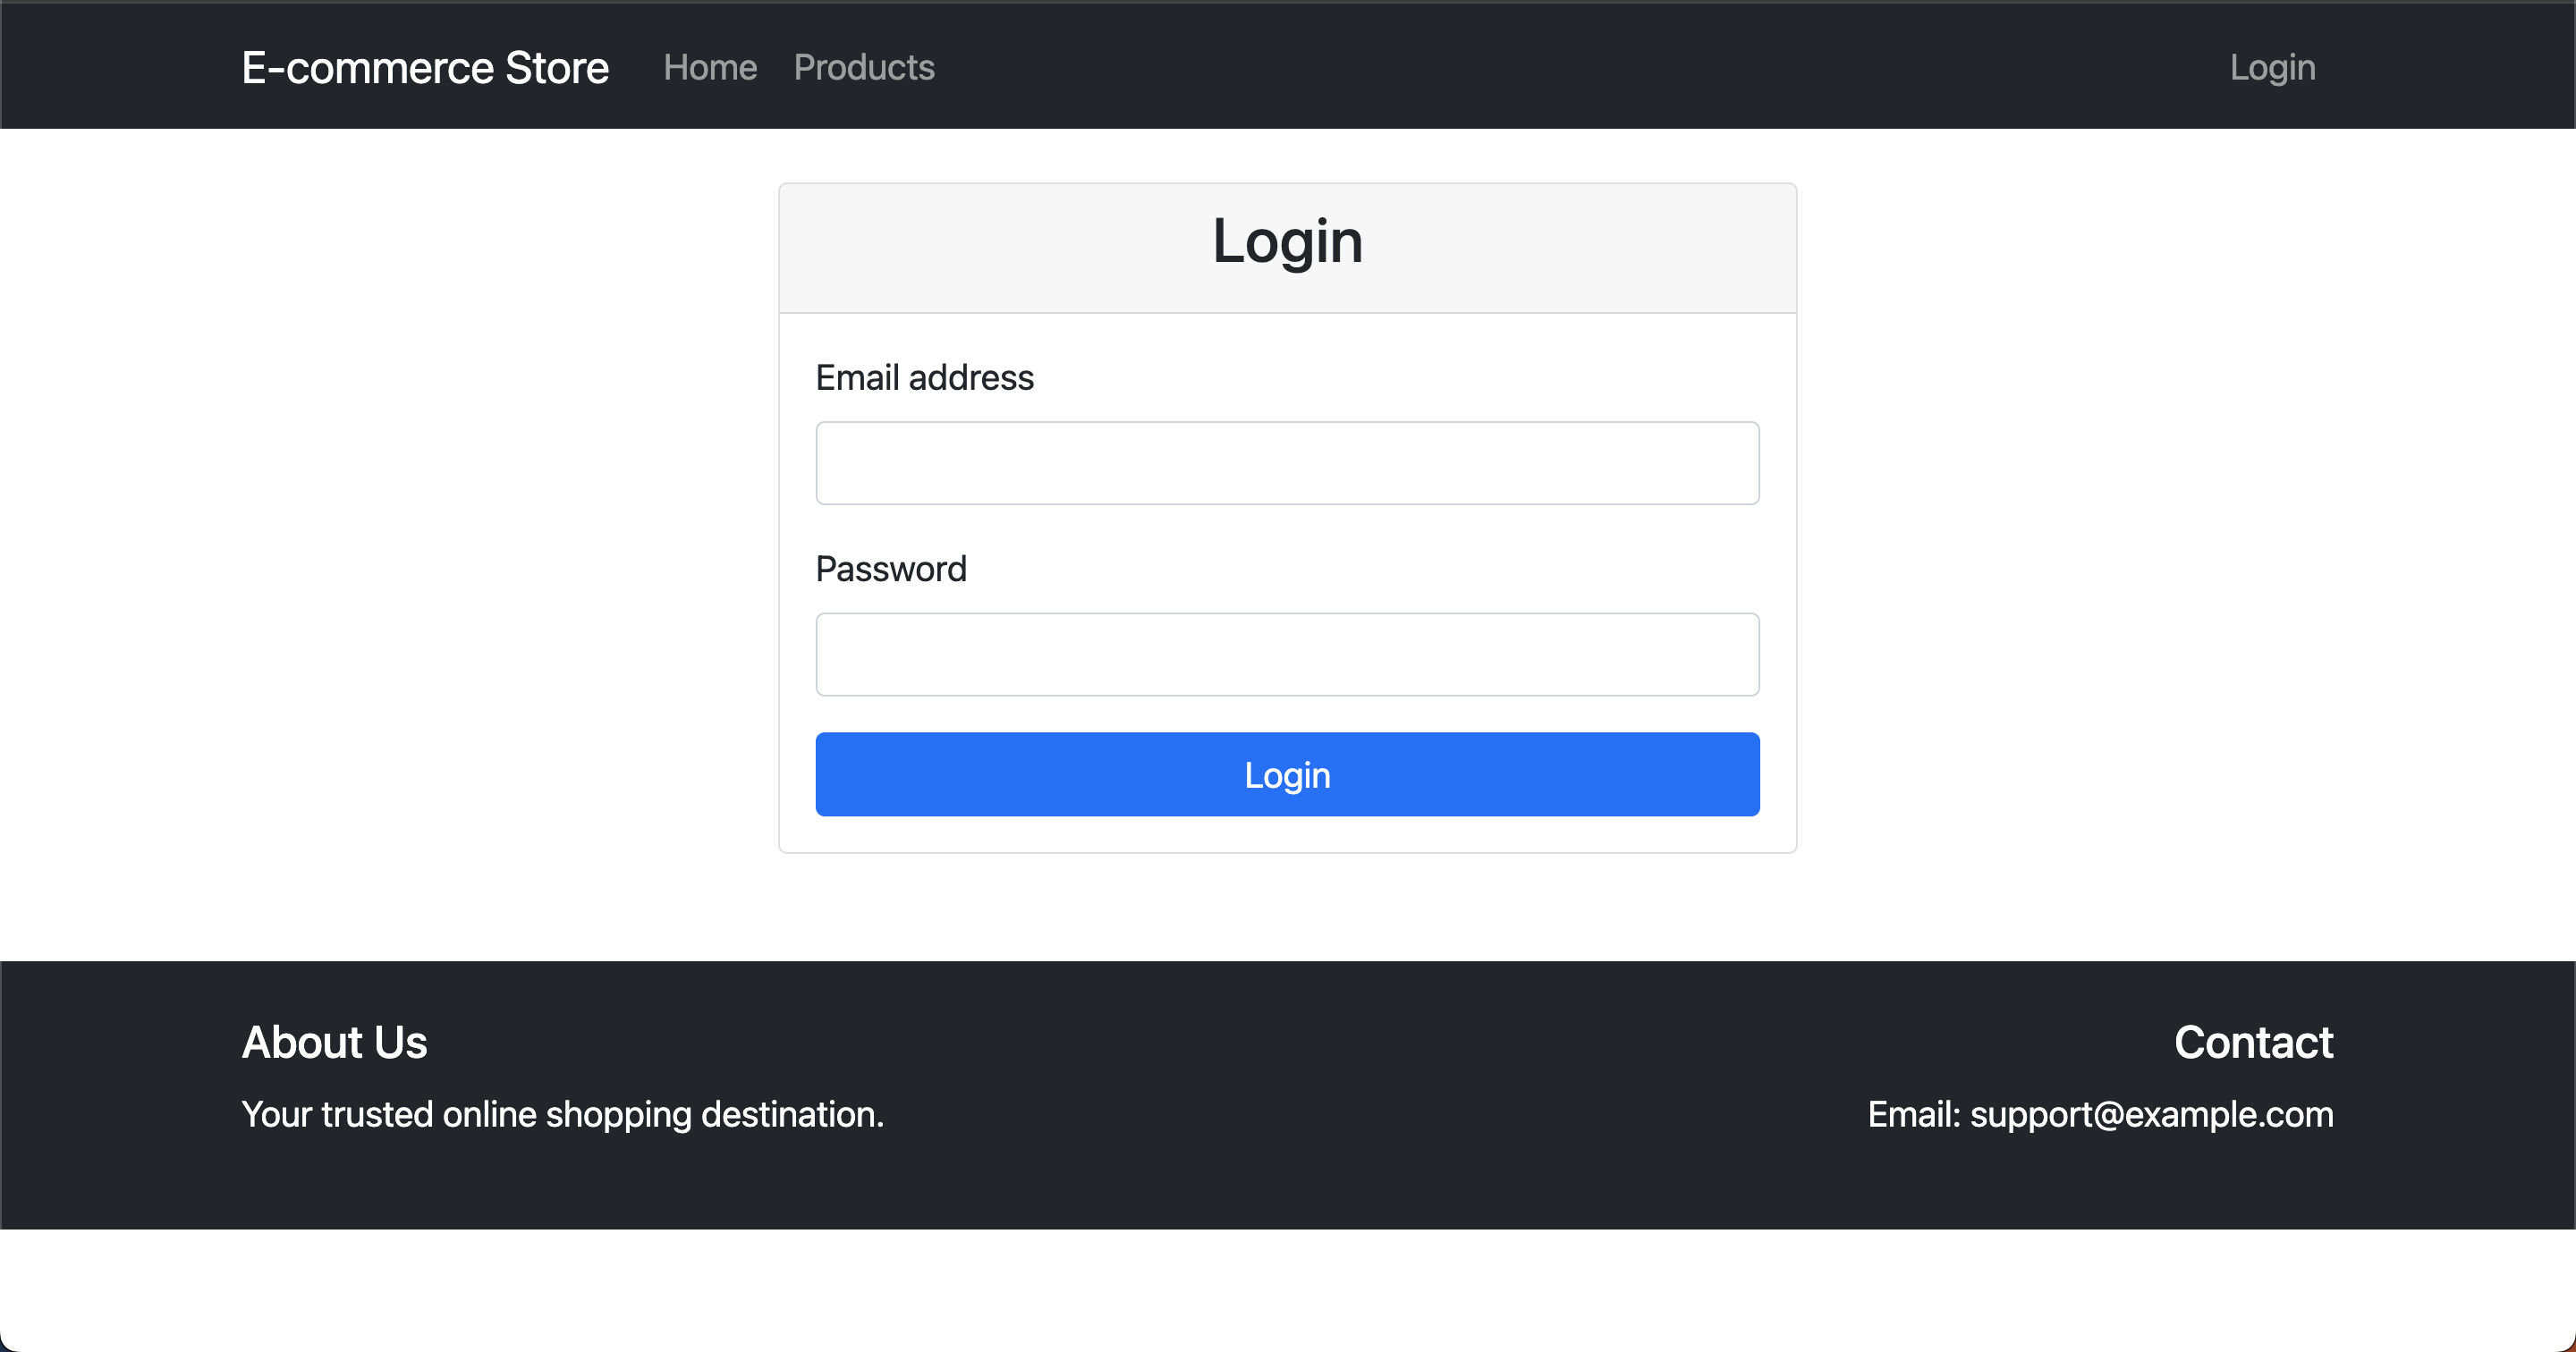 E-commerce Store Home Products Login
Login
Email address
Password
Login
About Us
Your trusted online shopping destination.
Contact
Email: support@example.com